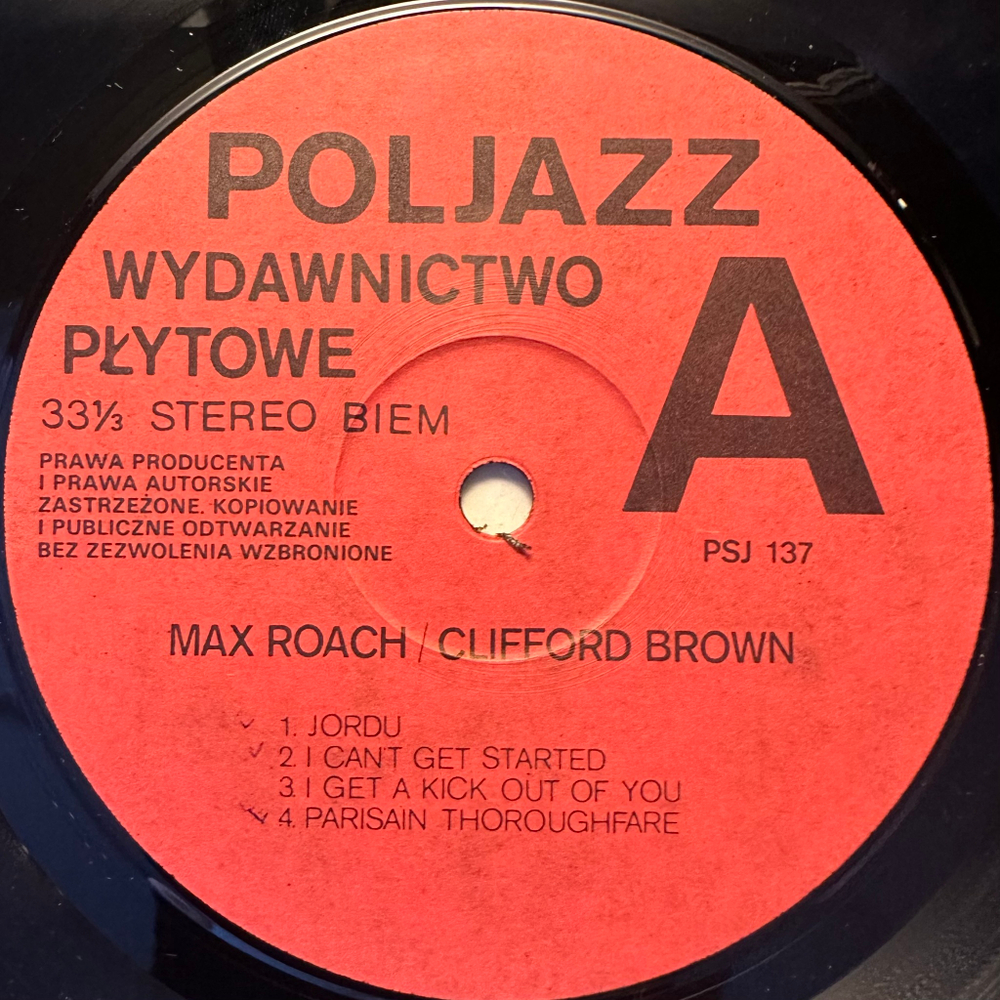 POLJAZZ
WYDAWNICTWO
PŁYTOWE
A
33⅓ STEREO BIEM
PRAWA PRODUCENTA
I PRAWA AUTORSKIE
ZASTRZEŻONE. KOPIOWANIE
I PUBLICZNE ODTWARZANIE
BEZ ZEZWOLENIA WZBRONIONE
PSJ 137
MAX ROACH / CLIFFORD BROWN
1. JORDU
2. I CAN'T GET STARTED
3. I GET A KICK OUT OF YOU
4. PARISAIN THOROUGHFARE